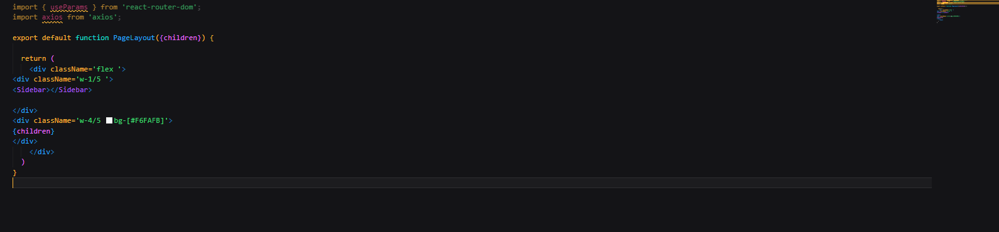 import { useParams } from 'react-router-dom';
import axios from 'axios';
export default function PageLayout({children}) {
return (
<div className='flex '>
<div className='w-1/5 '>
<Sidebar></Sidebar>
</div>
<div className='w-4/5 bg-[#F6FAFB]'>
{children}
</div>
</div>
)
}